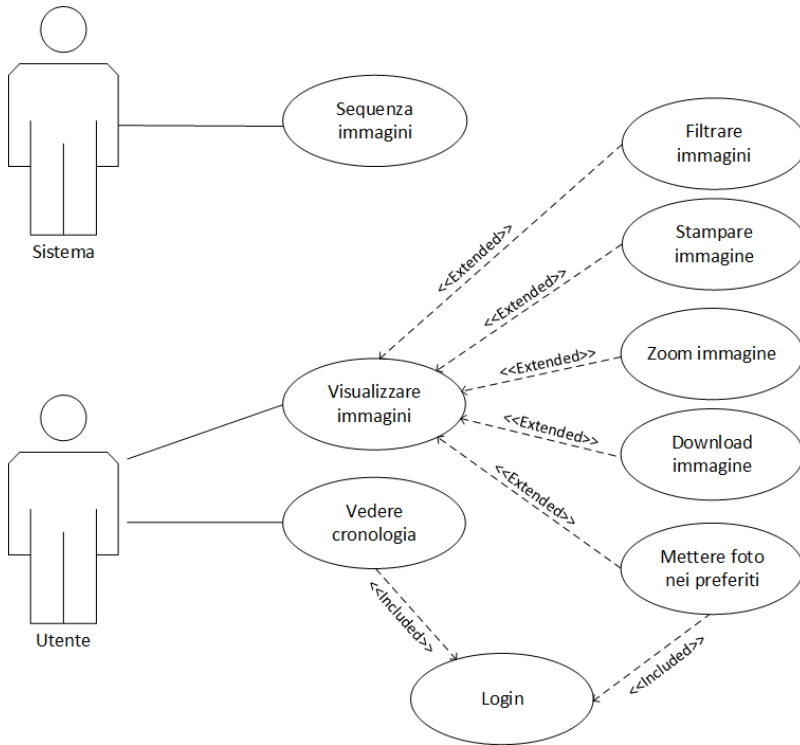 Sequenza
immagini
Filtrare
immagini
Sistema
<<Extended>>
Stampare
immagine
<<Extended>>
Zoom immagine
<<Extended>>
Visualizzare
immagini
<<Extended>>
Download
immagine
<<Extended>>
Vedere
cronologia
Mettere foto
nei preferiti
Utente
<<Included>>
<<Included>>
Login